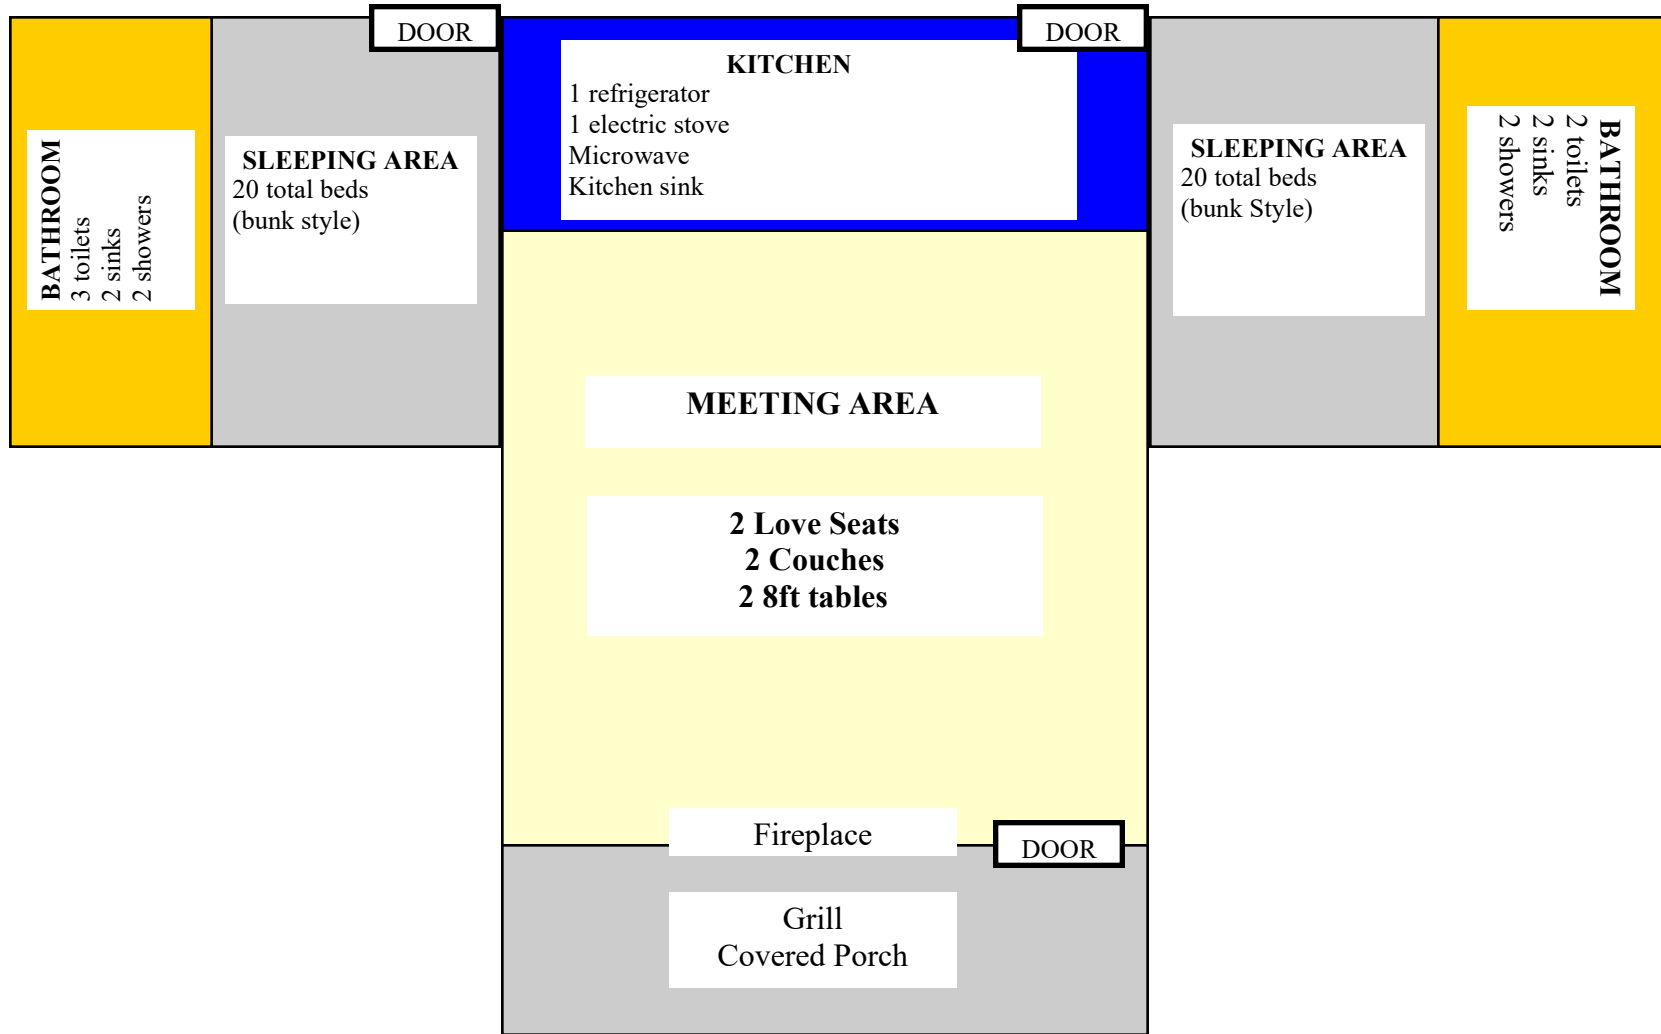 DOOR
DOOR
BATHROOM
3 toilets
2 sinks
2 showers
SLEEPING AREA
20 total beds
(bunk style)
KITCHEN
1 refrigerator
1 electric stove
Microwave
Kitchen sink
SLEEPING AREA
20 total beds
(bunk Style)
BATHROOM
2 toilets
2 sinks
2 showers
MEETING AREA
2 Love Seats
2 Couches
2 8ft tables
Fireplace
DOOR
Grill
Covered Porch